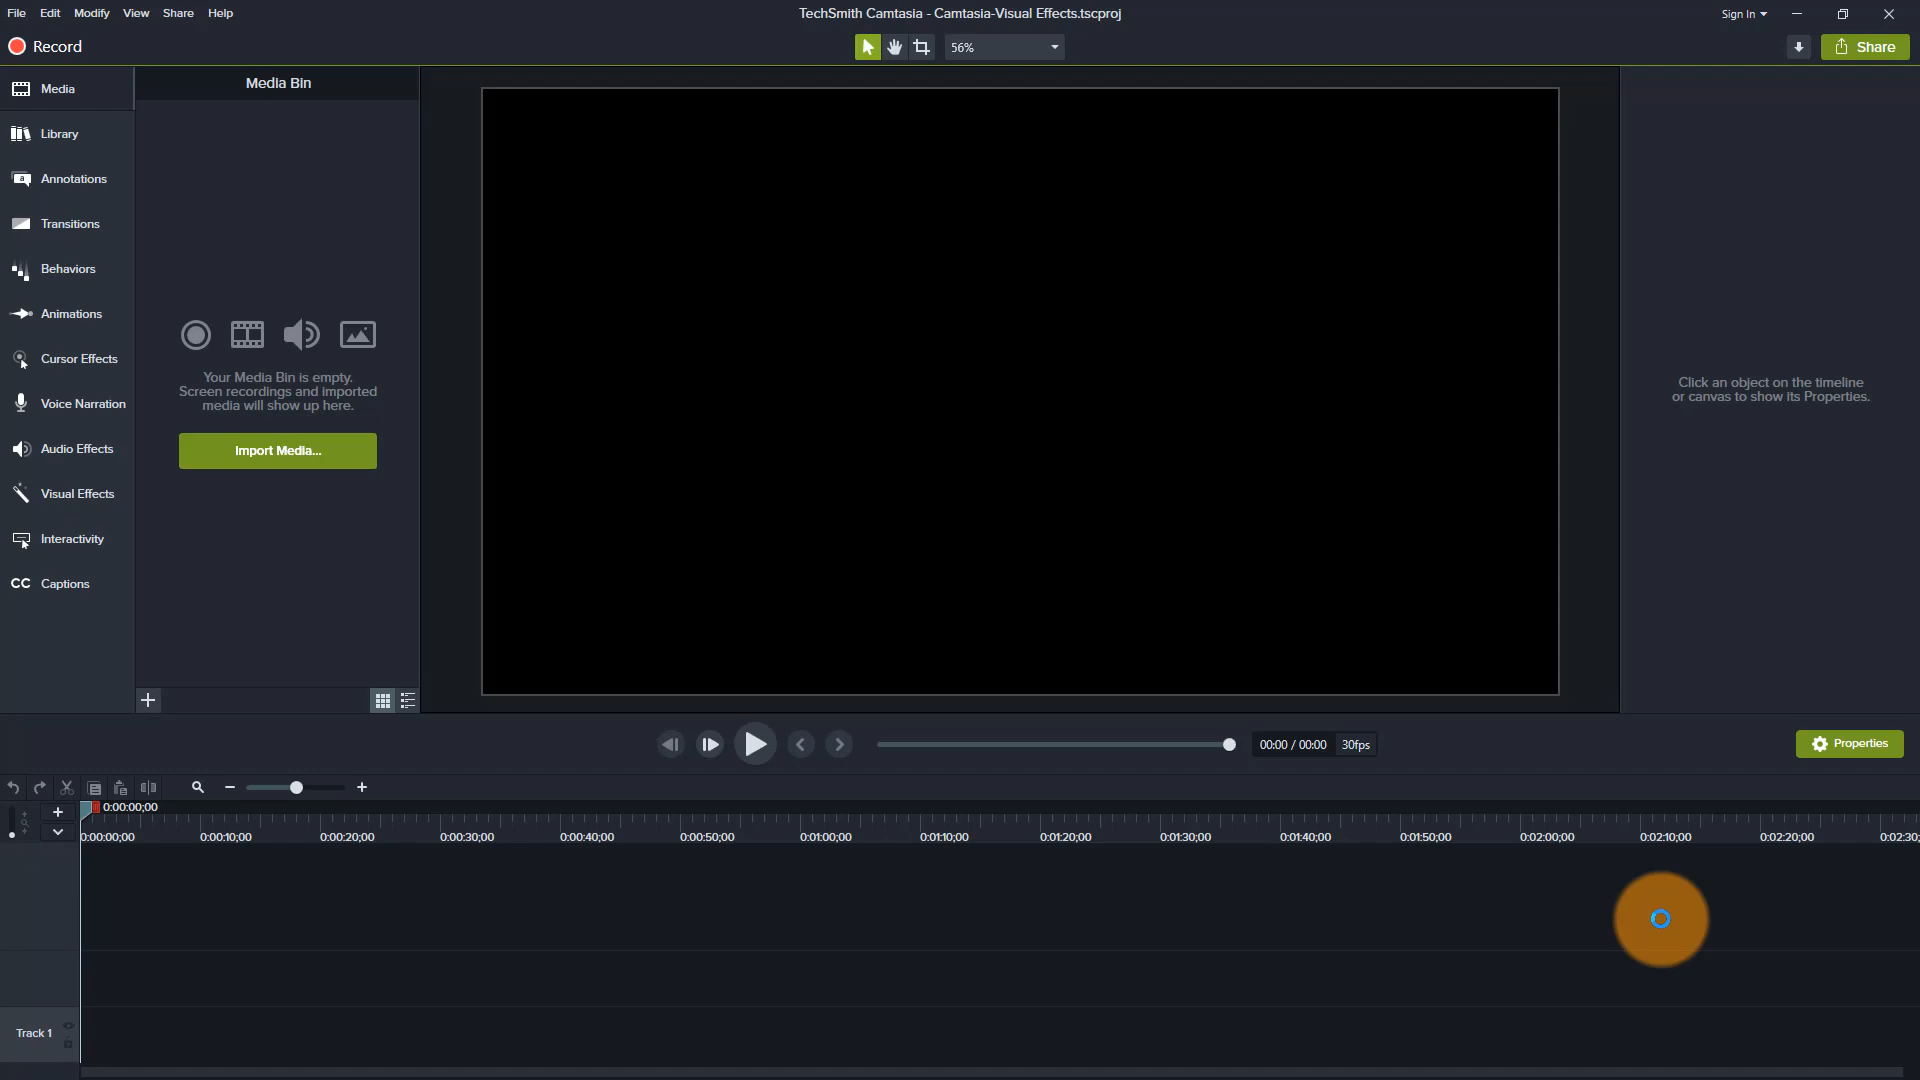 File Edit Modify View Share Help
TechSmith Camtasia - Camtasia-Visual Effects.tscproj
Sign In
Record
56%
Share
Media
Library
Annotations
Transitions
Behaviors
Animations
Cursor Effects
Voice Narration
Audio Effects
Visual Effects
Interactivity
CC Captions
Media Bin
Your Media Bin is empty.
Screen recordings and imported
media will show up here.
Import Media...
Click an object on the timeline
or canvas to show its Properties.
00:00 / 00:00 30fps
Properties
0:00:00;00
0:00:00;00 0:00:10;00 0:00:20;00 0:00:30;00 0:00:40;00 0:00:50;00 0:01:00;00 0:01:10;00 0:01:20;00 0:01:30;00 0:01:40;00 0:01:50;00 0:02:00;00 0:02:10;00 0:02:20;00 0:02:30;
Track 1